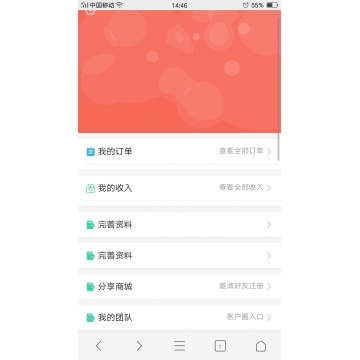 中国移动 14:46 55%
我的订单 查看全部订单
我的收入 查看全部收入
完善资料
完善资料
分享商城 邀请好友注册
我的团队 客户圈入口